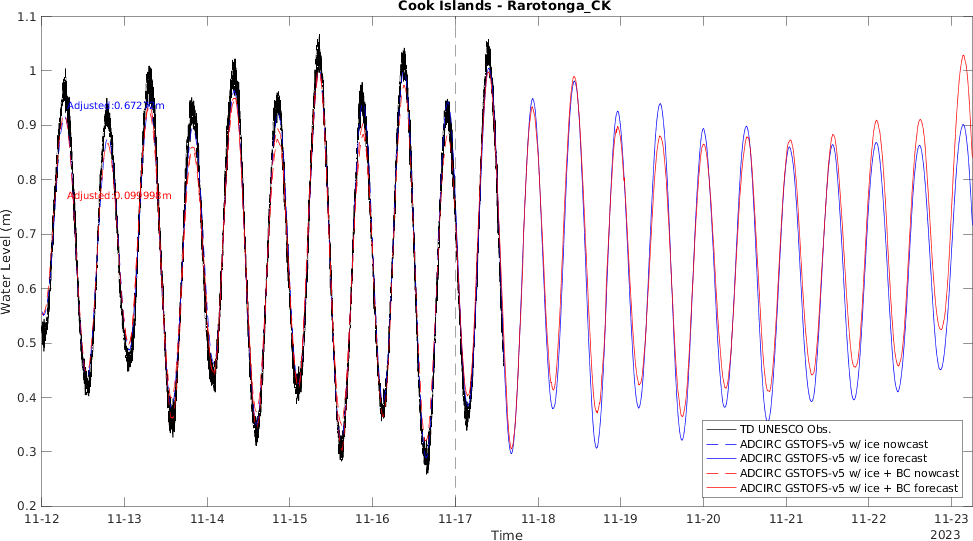 Cook Islands - Rarotonga_CK
1.1
1
0.9
0.8
0.7
0.6
0.5
0.4
0.3
0.2
Water Level (m)
Adjusted:0.099998m
TD UNESCO Obs.
ADCIRC GSTOFS-v5 w/ ice nowcast
ADCIRC GSTOFS-v5 w/ ice forecast
ADCIRC GSTOFS-v5 w/ ice + BC nowcast
ADCIRC GSTOFS-v5 w/ ice + BC forecast
11-12 11-13 11-14 11-15 11-16 11-17 11-18 11-19 11-20 11-21 11-22 11-23
2023
Time